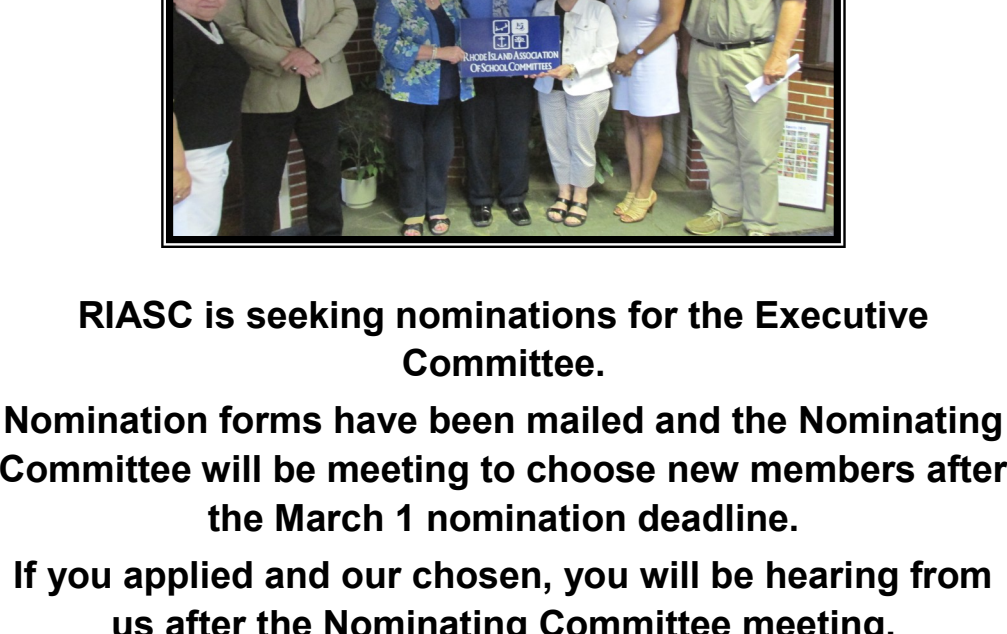 RHODE ISLAND ASSOCIATION
OF SCHOOL COMMITTEES
RIASC is seeking nominations for the Executive
Committee.
Nomination forms have been mailed and the Nominating
Committee will be meeting to choose new members after
the March 1 nomination deadline.
If you applied and our chosen, you will be hearing from
us after the Nominating Committee meeting.